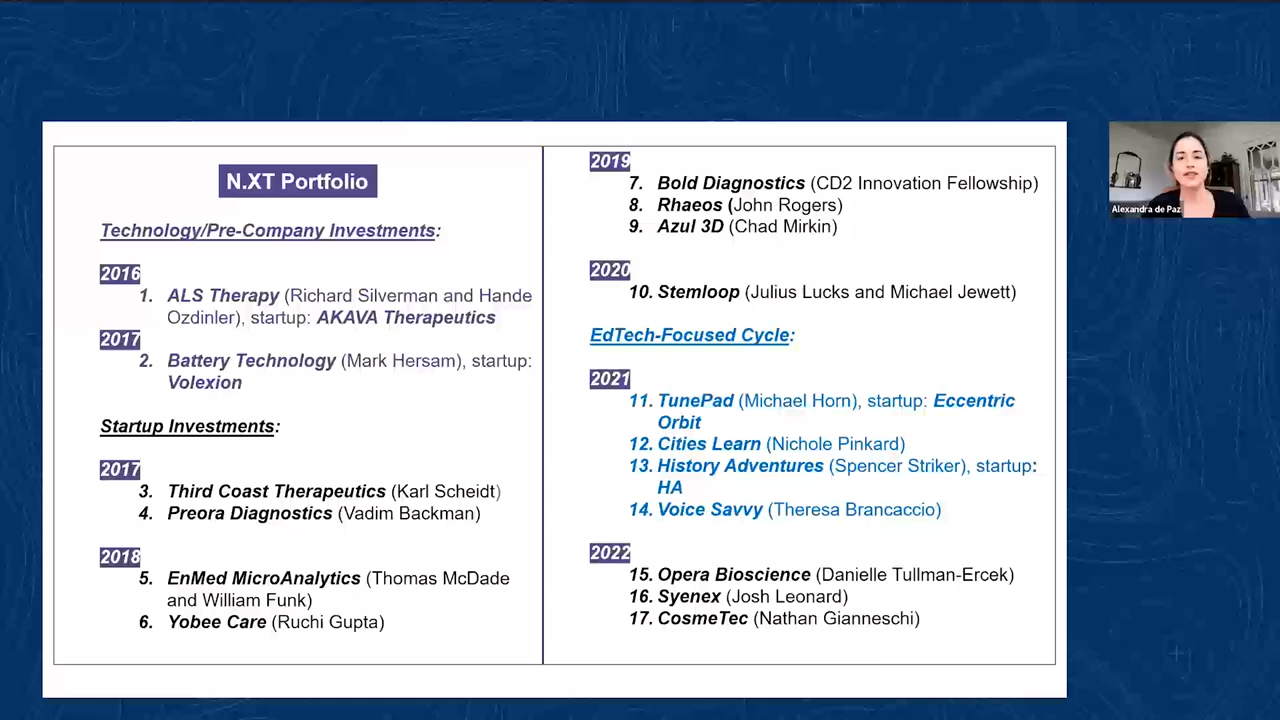 N.XT Portfolio
Technology/Pre-Company Investments:
2016
1. ALS Therapy (Richard Silverman and Hande
Ozdinler), startup: AKAVA Therapeutics
2017
2. Battery Technology (Mark Hersam), startup:
Volexion
Startup Investments:
2017
3. Third Coast Therapeutics (Karl Scheidt)
4. Preora Diagnostics (Vadim Backman)
2018
5. EnMed MicroAnalytics (Thomas McDade
and William Funk)
6. Yobee Care (Ruchi Gupta)
2019
7. Bold Diagnostics (CD2 Innovation Fellowship)
8. Rhaeos (John Rogers)
9. Azul 3D (Chad Mirkin)
2020
10. Stemloop (Julius Lucks and Michael Jewett)
EdTech-Focused Cycle:
2021
11. TunePad (Michael Horn), startup: Eccentric
Orbit
12. Cities Learn (Nichole Pinkard)
13. History Adventures (Spencer Striker), startup:
HA
14. Voice Savvy (Theresa Brancaccio)
2022
15. Opera Bioscience (Danielle Tullman-Ercek)
16. Syenex (Josh Leonard)
17. CosmeTec (Nathan Gianneschi)
Alexandra de Paz